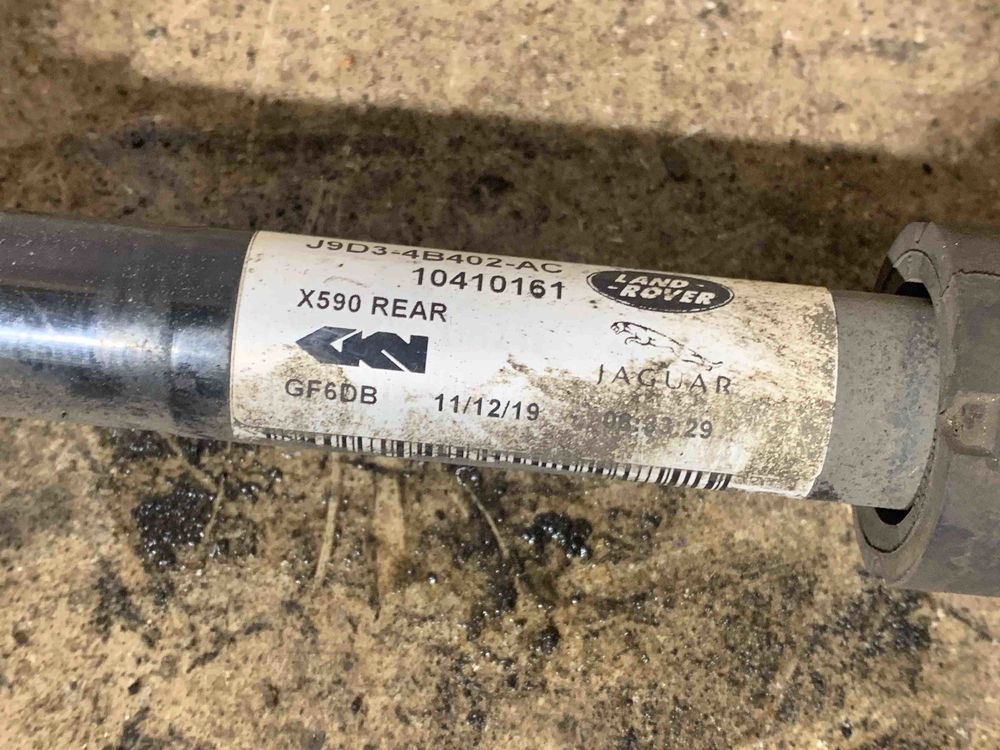 J9D3-4B402-AC
10410161
LAND-
-ROVER
X590 REAR
GKN
JAGUAR
GF6DB
11/12/19